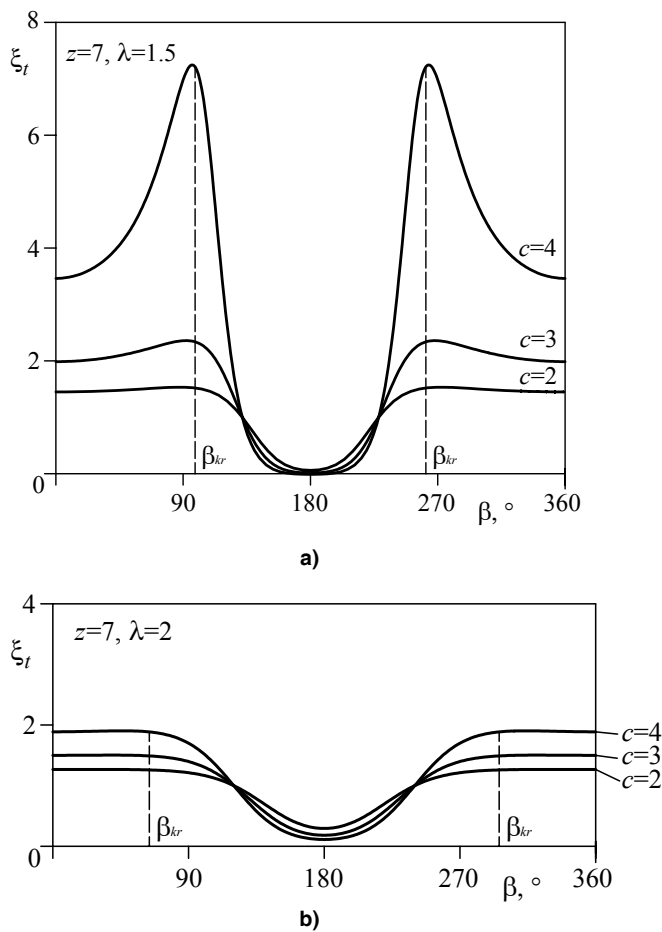 8
ξt
z=7, λ=1.5
6
4
c=4
c=3
2
c=2
βkr
βkr
0
90
180
270
β, °
360
a)
4
z=7, λ=2
ξt
2
c=4
c=3
c=2
βkr
βkr
0
90
180
270
β, °
360
b)